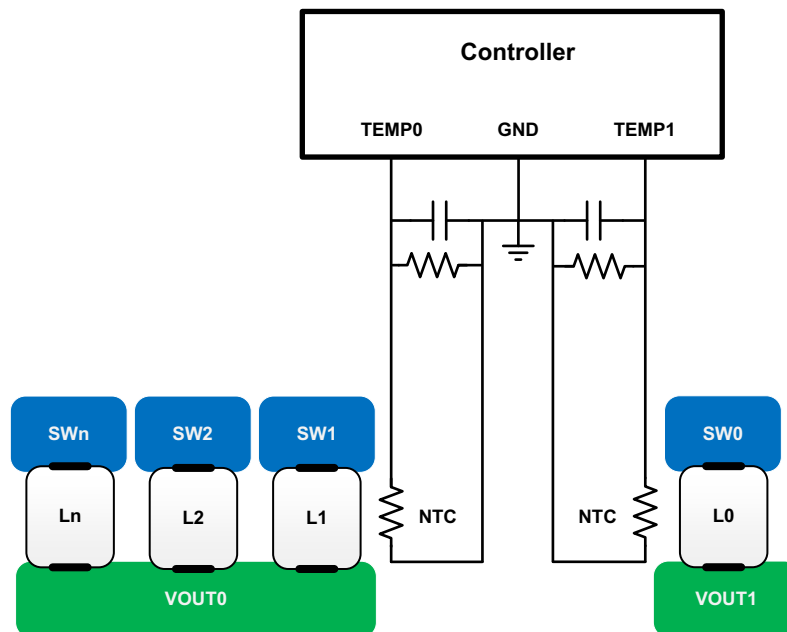 Controller
TEMP0 GND TEMP1
SWn SW2 SW1 SW0
Ln L2 L1 NTC NTC L0
VOUT0 VOUT1